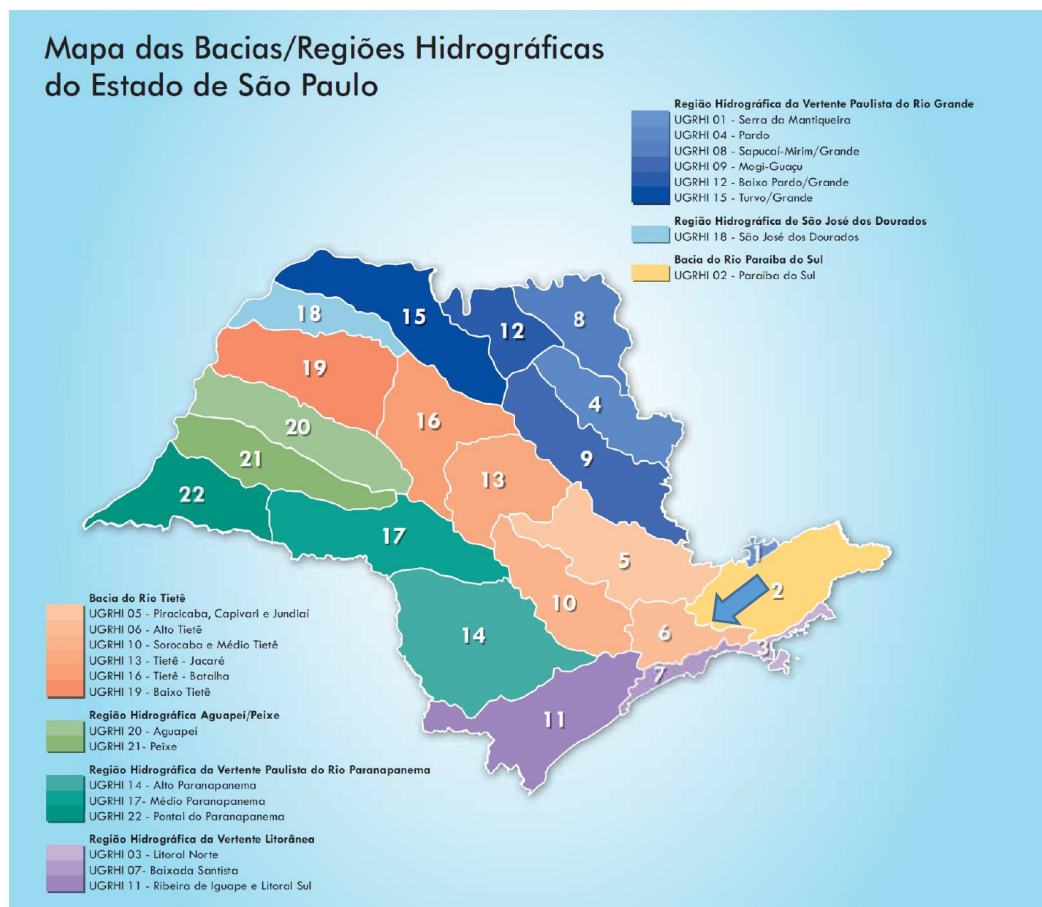 Mapa das Bacias/Regiões Hidrográficas
do Estado de São Paulo
Região Hidrográfica da Vertente Paulista do Rio Grande
UGRHI 01 - Serra da Mantiqueira
UGRHI 04 - Pardo
UGRHI 08 - Sapucaí-Mirim/Grande
UGRHI 09 - Mogi-Guaçu
UGRHI 12 - Baixo Pardo/Grande
UGRHI 15 - Turvo/Grande
Região Hidrográfica de São José dos Dourados
UGRHI 18 - São José dos Dourados
Bacia do Rio Paraíba do Sul
UGRHI 02 - Paraíba do Sul
18
15
12
8
19
16
4
20
9
21
13
22
17
5
1
2
10
14
6
3
7
11
Bacia do Rio Tietê
UGRHI 05 - Piracicaba, Capivari e Jundiaí
UGRHI 06 - Alto Tietê
UGRHI 10 - Sorocaba e Médio Tietê
UGRHI 13 - Tietê - Jacaré
UGRHI 16 - Tietê - Batalha
UGRHI 19 - Baixo Tietê
Região Hidrográfica Aguapeí/Peixe
UGRHI 20 - Aguapeí
UGRHI 21- Peixe
Região Hidrográfica da Vertente Paulista do Rio Paranapanema
UGRHI 14 - Alto Paranapanema
UGRHI 17- Médio Paranapanema
UGRHI 22 - Pontal do Paranapanema
Região Hidrográfica da Vertente Litorânea
UGRHI 03 - Litoral Norte
UGRHI 07- Baixada Santista
UGRHI 11 - Ribeira de Iguape e Litoral Sul